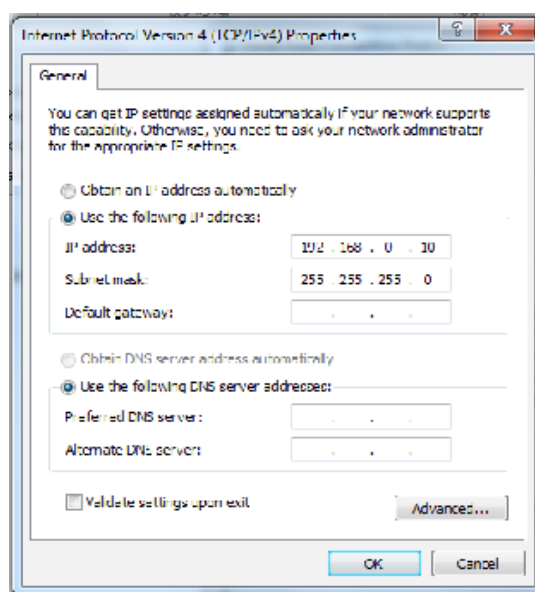 Internet Protocol Version 4 (TCP/IPv4) Properties
General
You can get IP settings assigned automatically if your network supports
this capability. Otherwise, you need to ask your network administrator
for the appropriate IP settings.
Obtain an IP address automatically
Use the following IP address:
IP address: 192 . 168 . 0 . 10
Subnet mask: 255 . 255 . 255 . 0
Default gateway: . . .
Obtain DNS server address automatically
Use the following DNS server addresses:
Preferred DNS server: . . .
Alternate DNS server: . . .
Validate settings upon exit
Advanced...
OK Cancel